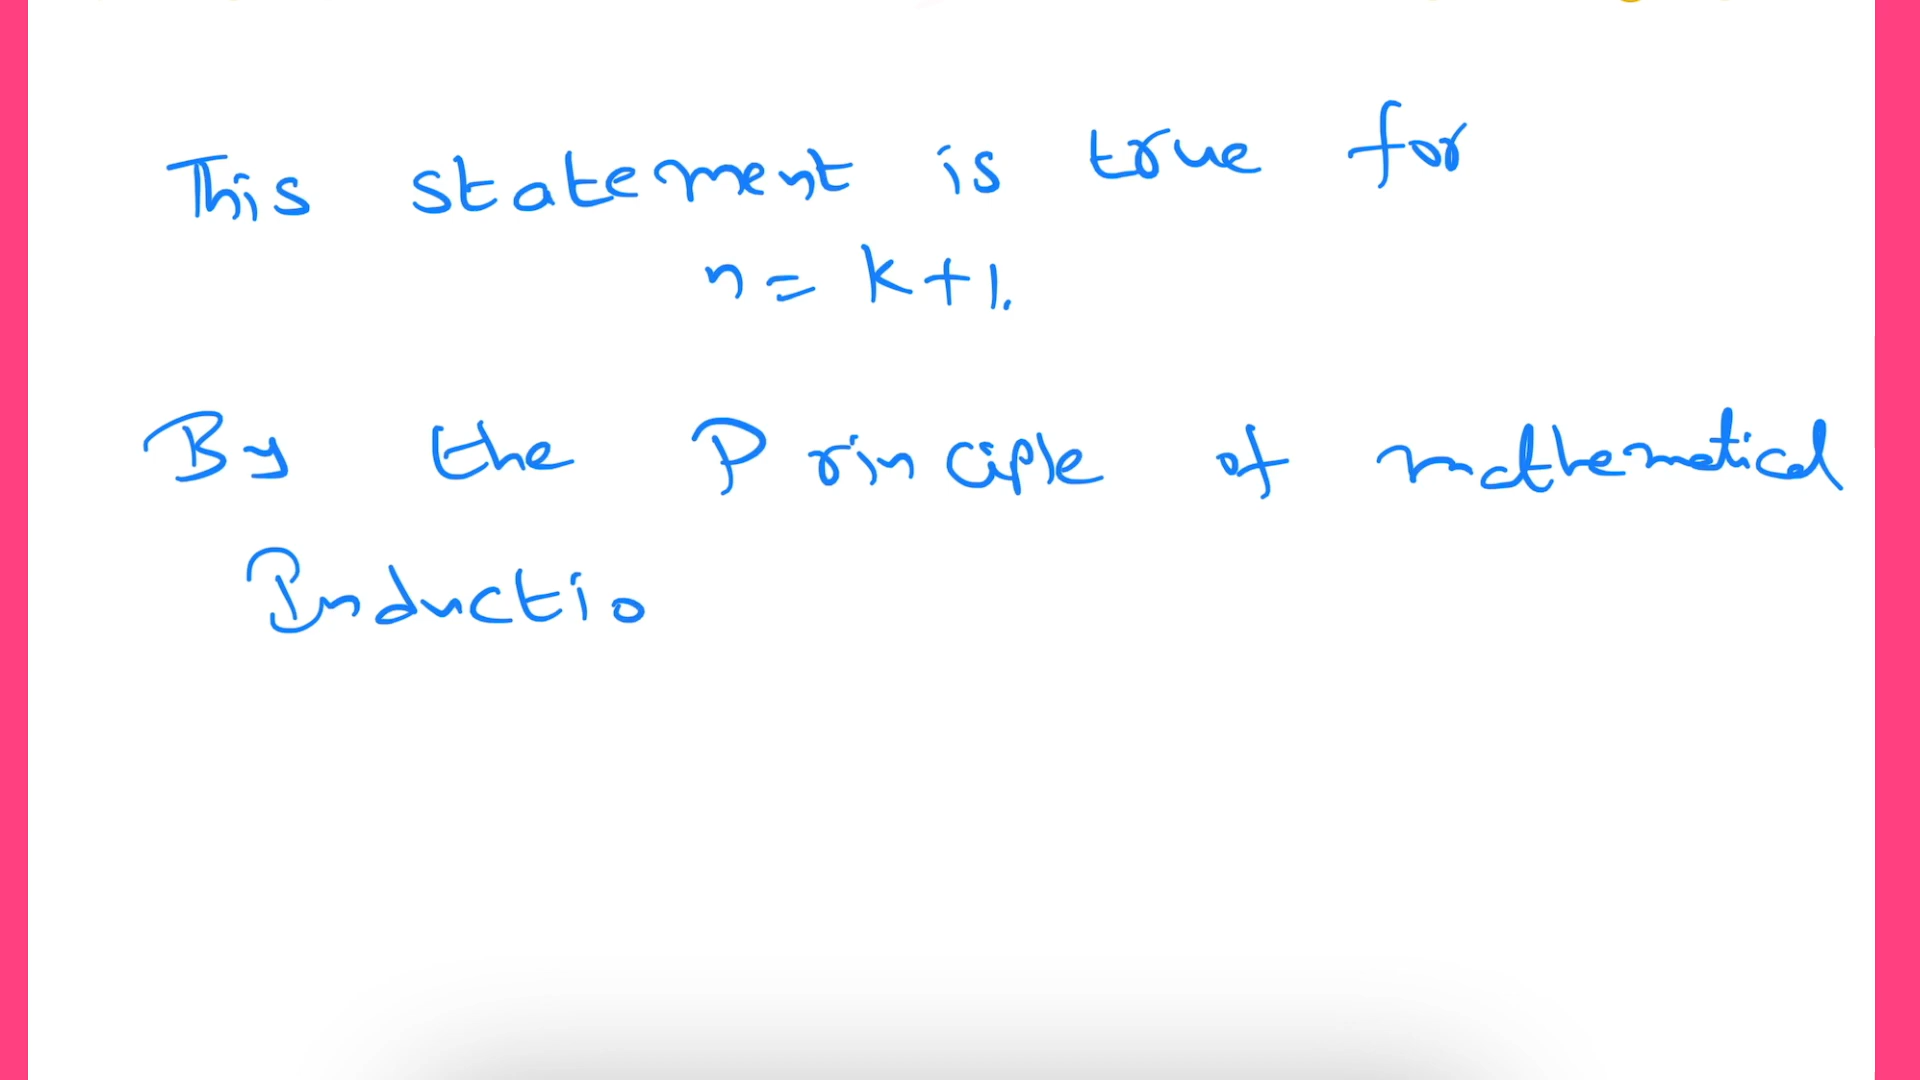 This statement is true for
n = k+1.
By the Principle of mathematical
Inductio